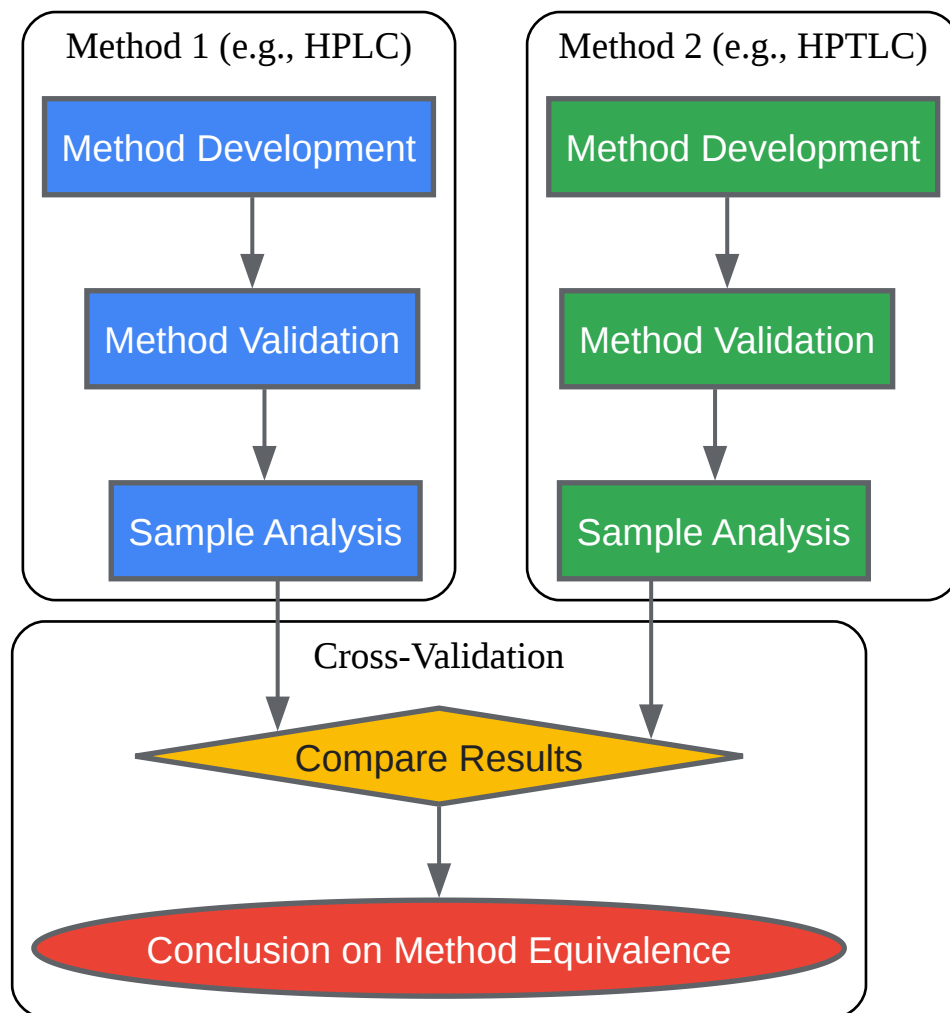 Method 1 (e.g., HPLC)
Method Development
Method Validation
Sample Analysis
Method 2 (e.g., HPTLC)
Method Development
Method Validation
Sample Analysis
Cross-Validation
Compare Results
Conclusion on Method Equivalence